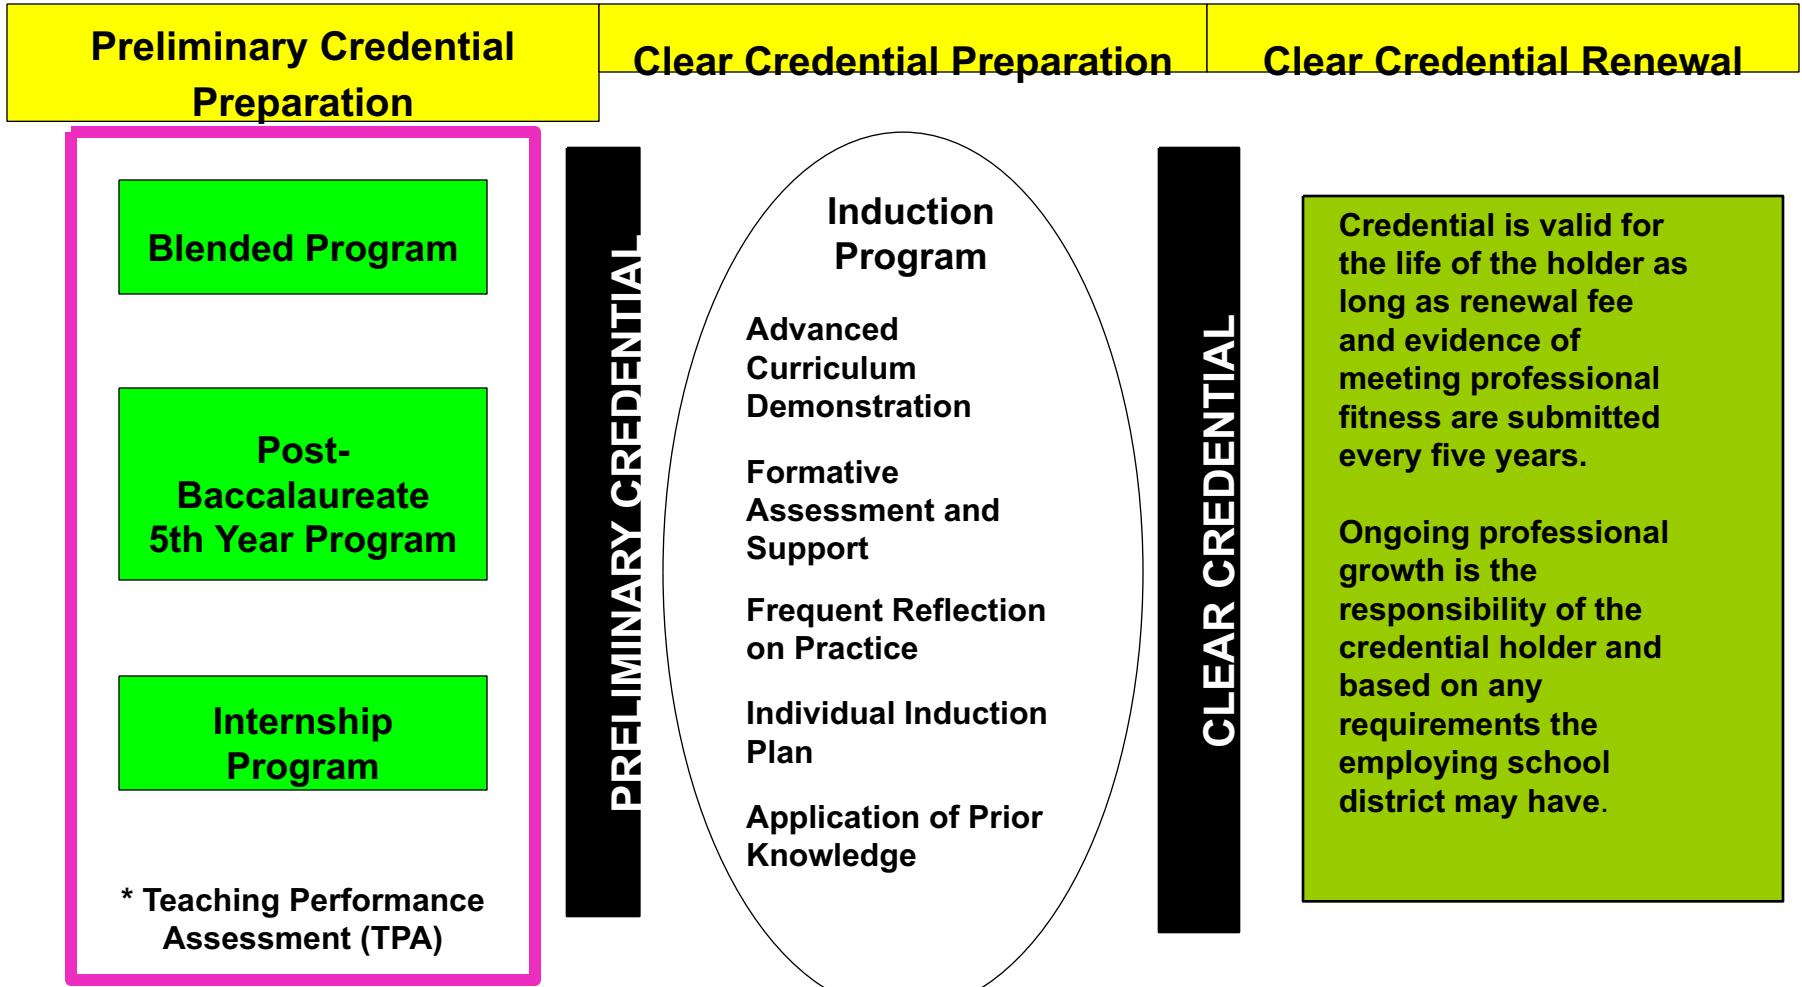 Preliminary Credential
Preparation
Clear Credential Preparation
Clear Credential Renewal
Blended Program
Post-
Baccalaureate
5th Year Program
Internship
Program
* Teaching Performance
Assessment (TPA)
PRELIMINARY CREDENTIAL
Induction
Program
Advanced
Curriculum
Demonstration
Formative
Assessment and
Support
Frequent Reflection
on Practice
Individual Induction
Plan
Application of Prior
Knowledge
CLEAR CREDENTIAL
Credential is valid for
the life of the holder as
long as renewal fee
and evidence of
meeting professional
fitness are submitted
every five years.
Ongoing professional
growth is the
responsibility of the
credential holder and
based on any
requirements the
employing school
district may have.